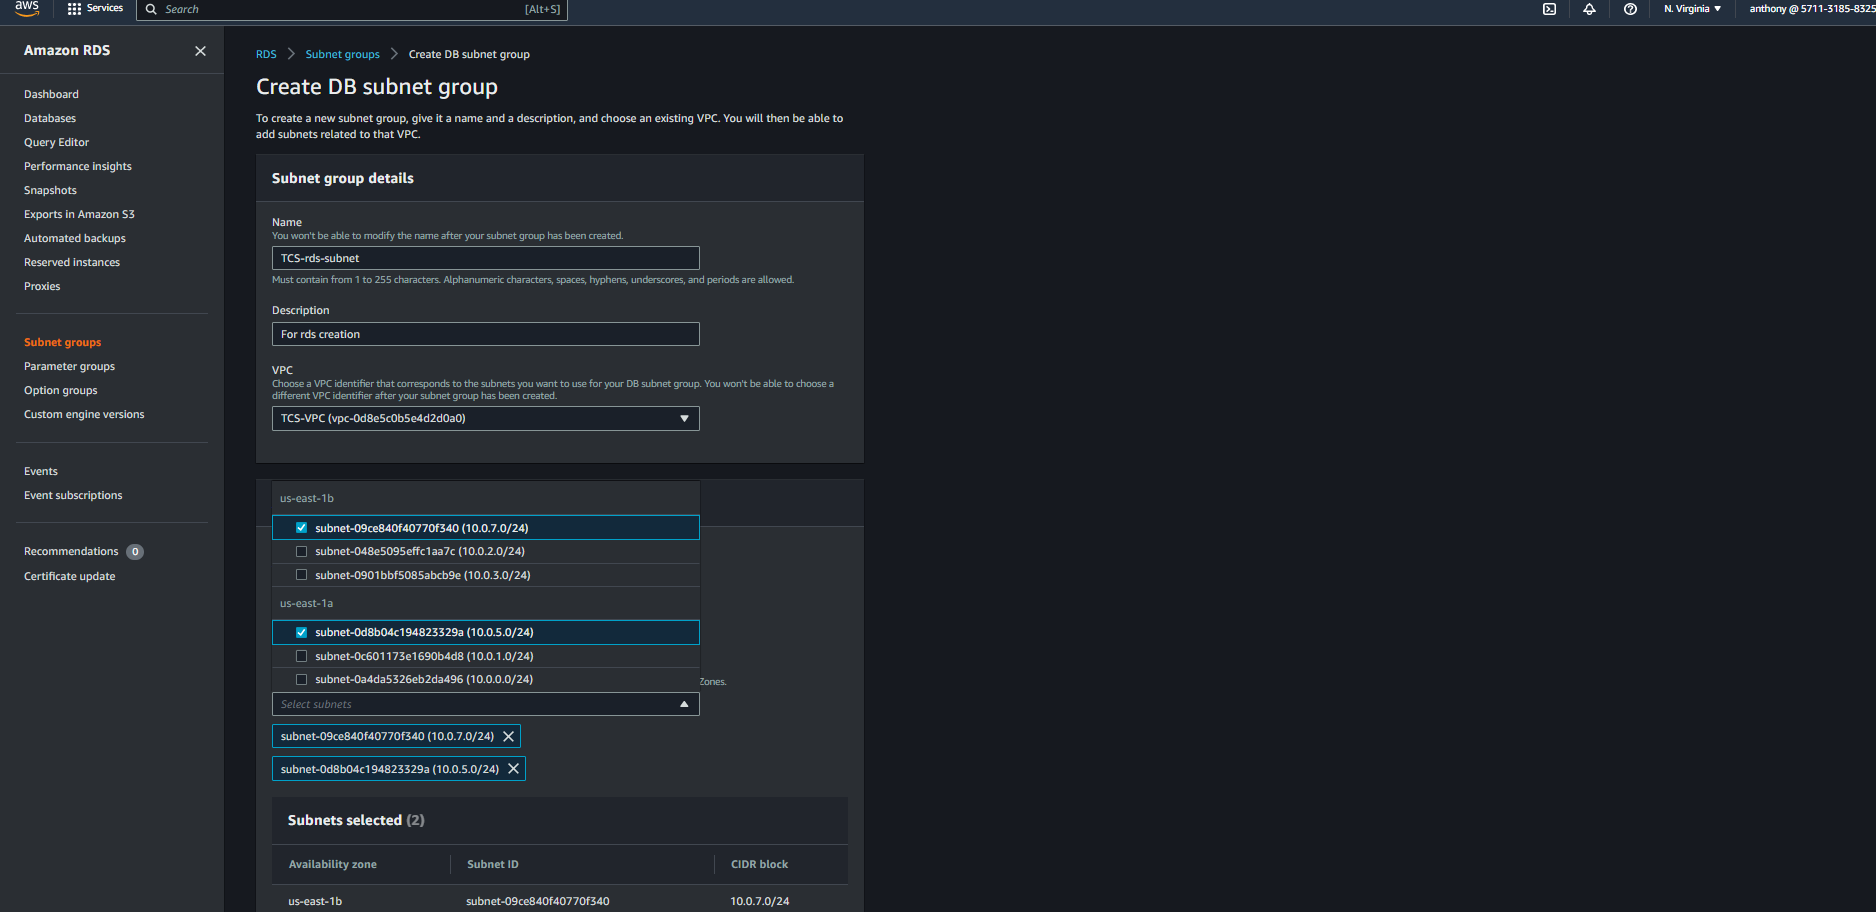 aws
Services
Search
[Alt+S]
N. Virginia
anthony @ 5711-3185-8325
Amazon RDS
Dashboard
Databases
Query Editor
Performance insights
Snapshots
Exports in Amazon S3
Automated backups
Reserved instances
Proxies
Subnet groups
Parameter groups
Option groups
Custom engine versions
Events
Event subscriptions
Recommendations 0
Certificate update
RDS > Subnet groups > Create DB subnet group
Create DB subnet group
To create a new subnet group, give it a name and a description, and choose an existing VPC. You will then be able to
add subnets related to that VPC.
Subnet group details
Name
You won't be able to modify the name after your subnet group has been created.
TCS-rds-subnet
Must contain from 1 to 255 characters. Alphanumeric characters, spaces, hyphens, underscores, and periods are allowed.
Description
For rds creation
VPC
Choose a VPC identifier that corresponds to the subnets you want to use for your DB subnet group. You won't be able to choose a
different VPC identifier after your subnet group has been created.
TCS-VPC (vpc-0d8e5c0b5e4d2d0a0)
us-east-1b
subnet-09ce840f40770f340 (10.0.7.0/24)
subnet-048e5095effc1aa7c (10.0.2.0/24)
subnet-0901bbf5085abcb9e (10.0.3.0/24)
us-east-1a
subnet-0d8b04c194823329a (10.0.5.0/24)
subnet-0c601173e1690b4d8 (10.0.1.0/24)
subnet-0a4da5326eb2da496 (10.0.0.0/24)
Zones.
Select subnets
subnet-09ce840f40770f340 (10.0.7.0/24)
subnet-0d8b04c194823329a (10.0.5.0/24)
Subnets selected (2)
Availability zone
Subnet ID
CIDR block
us-east-1b
subnet-09ce840f40770f340
10.0.7.0/24